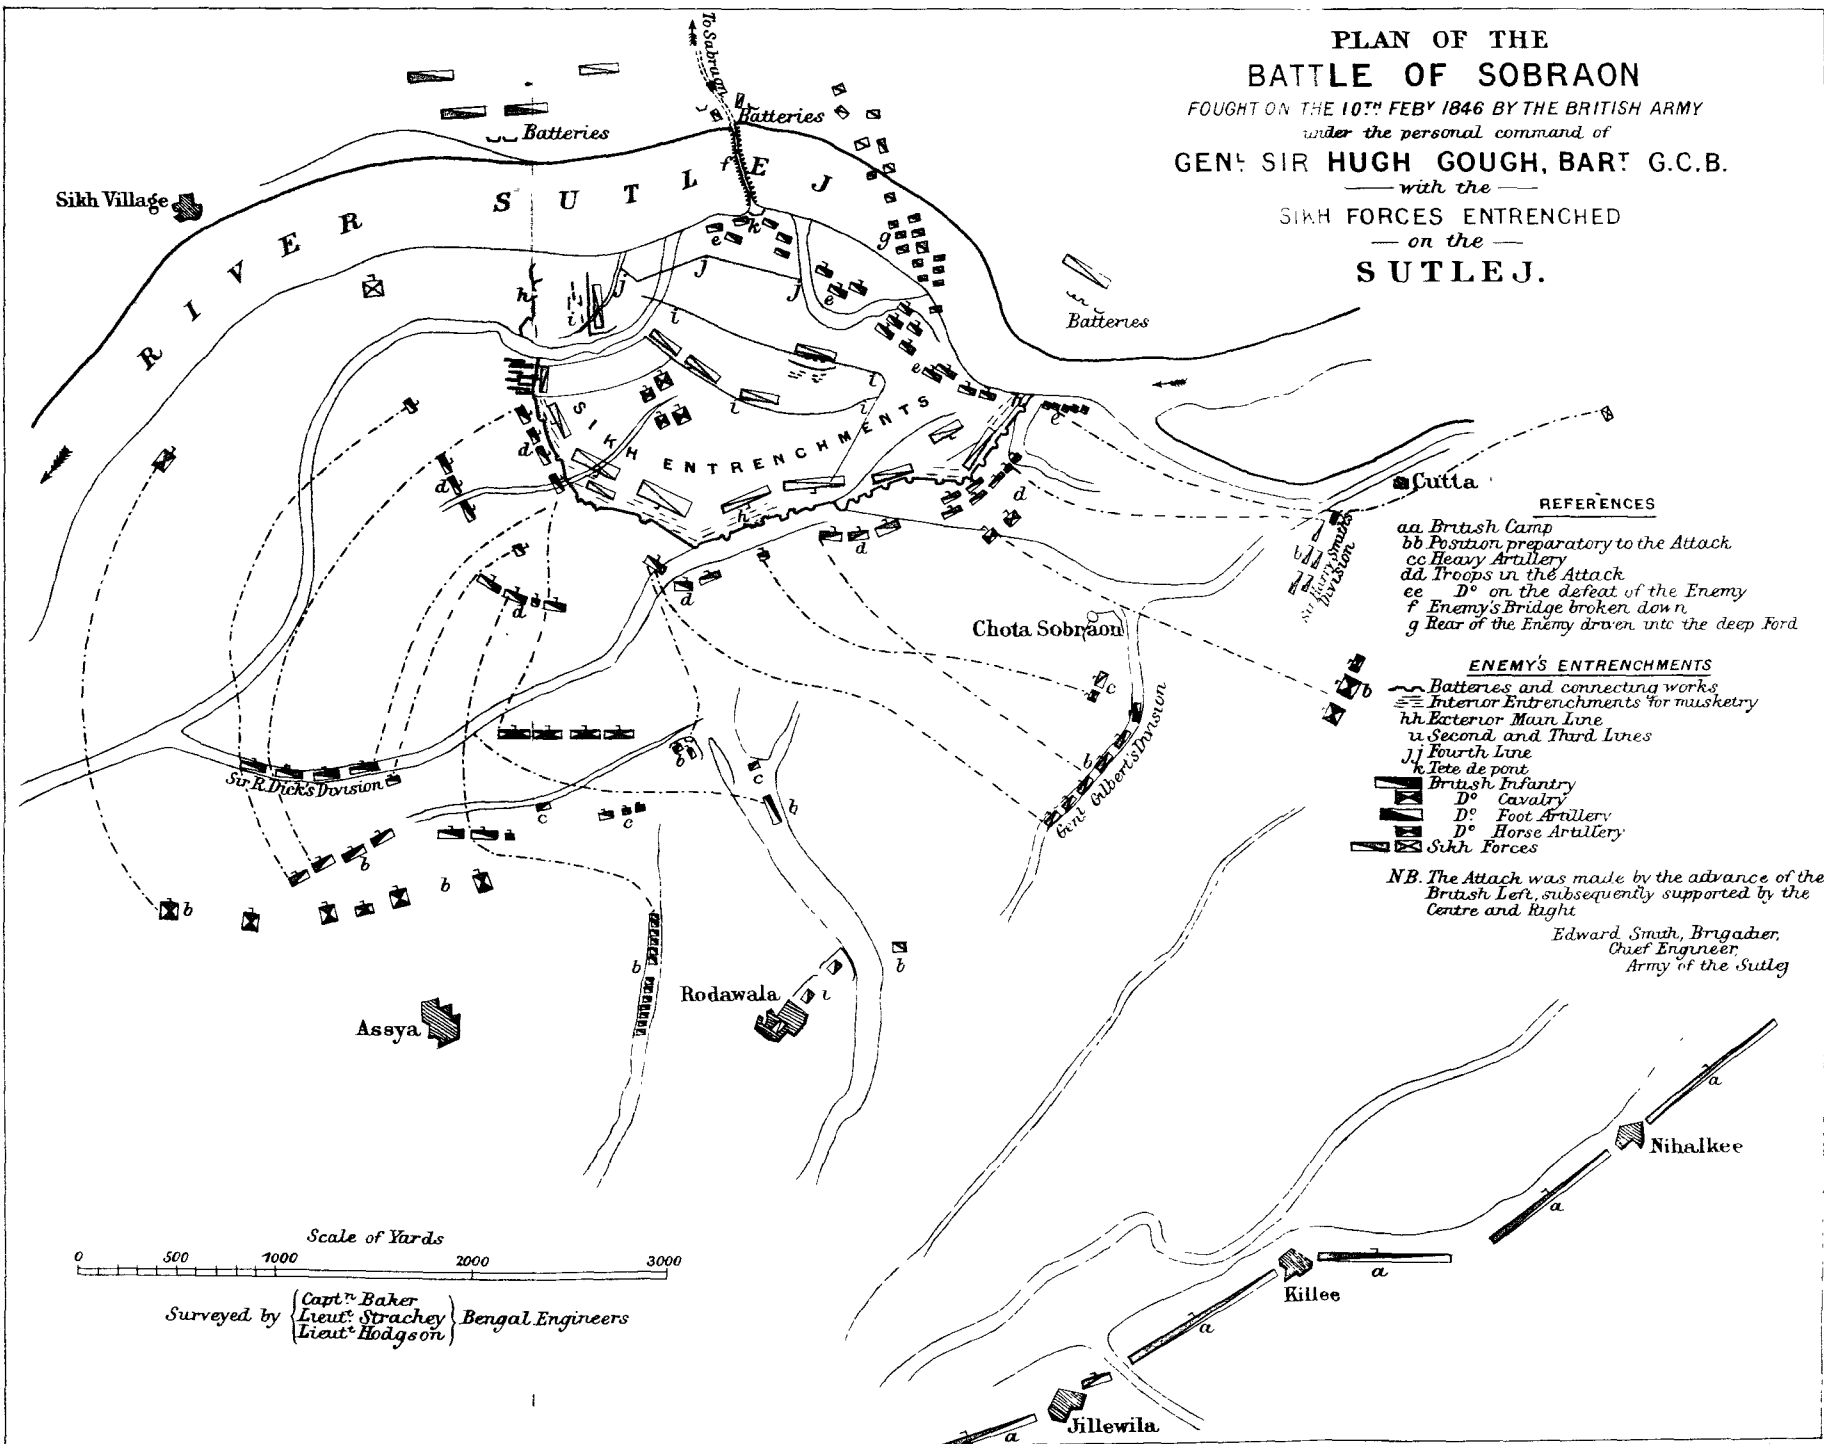 PLAN OF THE
BATTLE OF SOBRAON
FOUGHT ON THE 10TH FEBY 1846 BY THE BRITISH ARMY
under the personal command of
GENL SIR HUGH GOUGH, BART G.C.B.
with the
SIKH FORCES ENTRENCHED
on the
SUTLEJ.
To Sabraon
Batteries
Batteries
Sikh Village
RIVER SUTLEJ
f
k
e
g
h
i
j
j
j
e
i
Batteries
i
e
i
i
SIKH ENTRENCHMENTS
h
e
d
d
h
d
d
d
d
Cutta
b
Sir Harry Smith's
Division
REFERENCES
aa British Camp
bb Position preparatory to the Attack
cc Heavy Artillery
dd Troops in the Attack
ee Do on the defeat of the Enemy
f Enemy's Bridge broken down
g Rear of the Enemy driven into the deep Ford
ENEMY'S ENTRENCHMENTS
Batteries and connecting works
Interior Entrenchments for musketry
hh Exterior Main Line
ii Second and Third Lines
jj Fourth Line
k Tete de pont
British Infantry
Do Cavalry
Do Foot Artillery
Do Horse Artillery
Sikh Forces
NB. The Attack was made by the advance of the
British Left, subsequently supported by the
Centre and Right
Edward Smith, Brigadier,
Chief Engineer,
Army of the Sutlej
Chota Sobraon
c
b
b
Genl Gilbert's Division
Sir R. Dick's Division
c
b
c
c
b
b
b
b
b
Assya
Rodawala
Nihalkee
a
a
Killee
a
a
Jillewila
a
Scale of Yards
0 500 1000 2000 3000
Surveyed by
Captn Baker
Lieutt Strachey
Lieutt Hodgson
Bengal Engineers